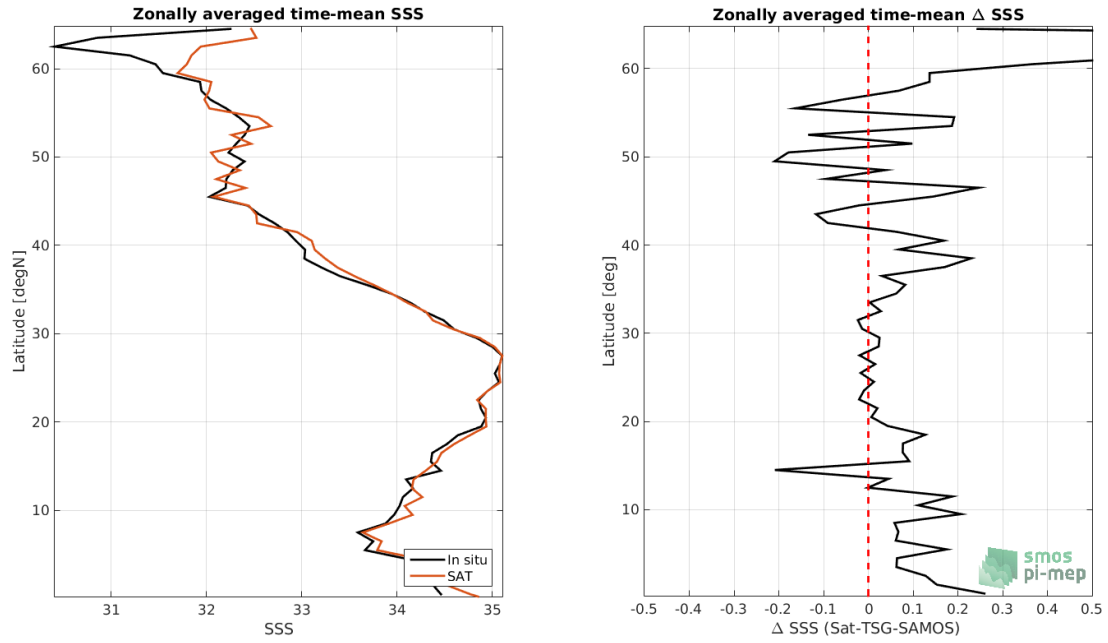 Zonally averaged time-mean SSS
60
50
40
30
20
10
Latitude [degN]
31
32
33
34
35
SSS
In situ
SAT
Zonally averaged time-mean Δ SSS
60
50
40
30
20
10
Latitude [deg]
-0.5
-0.4
-0.3
-0.2
-0.1
0
0.1
0.2
0.3
0.4
0.5
Δ SSS (Sat-TSG-SAMOS)
smos
pi-mep